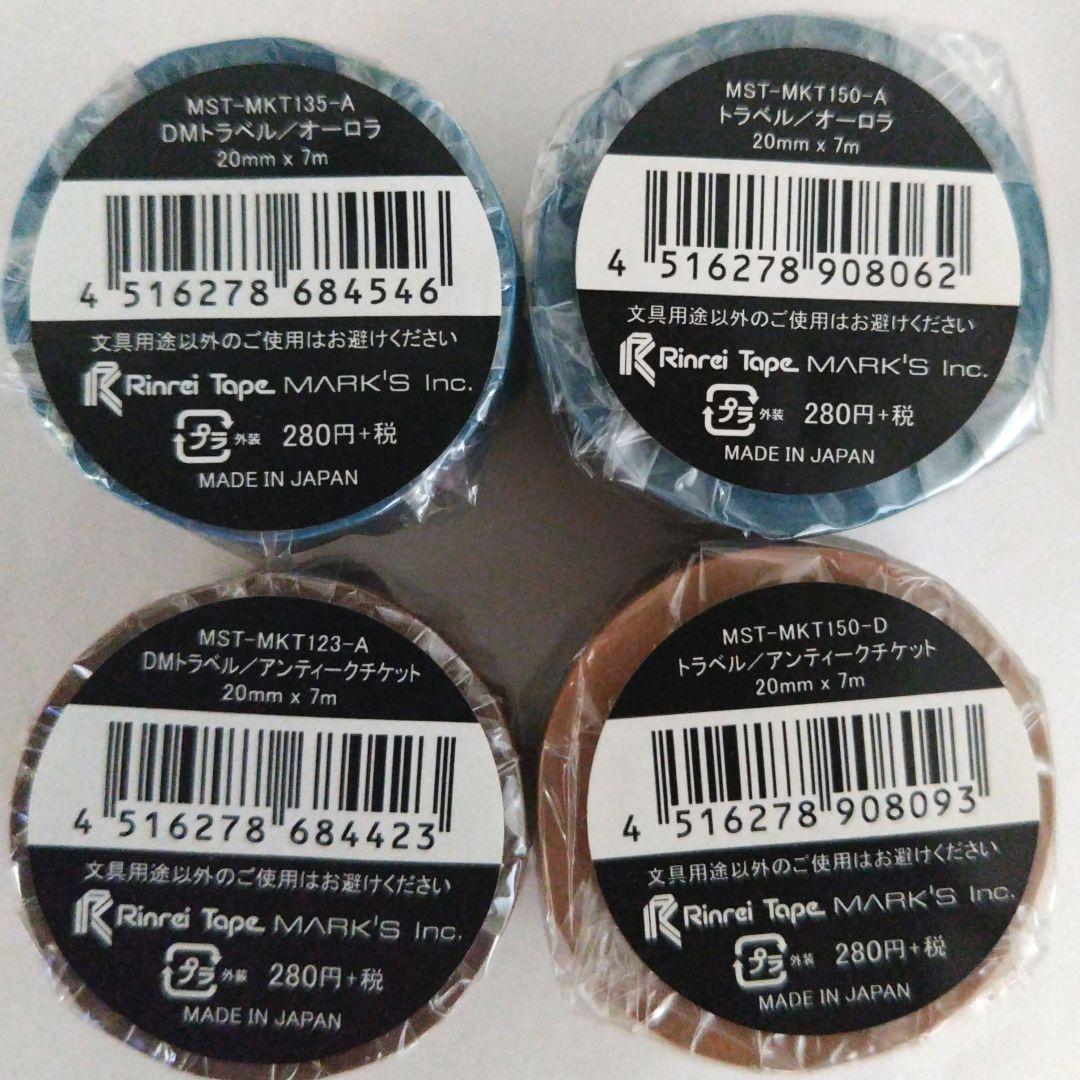 MST-MKT135-A
DMトラベル／オーロラ
20mm x 7m
4 516278 684546
文具用途以外のご使用はお避けください
Rinrei Tape MARK'S Inc.
プラ 外装 280円+税
MADE IN JAPAN
MST-MKT150-A
トラベル／オーロラ
20mm x 7m
4 516278 908062
文具用途以外のご使用はお避けください
Rinrei Tape MARK'S Inc.
プラ 外装 280円+税
MADE IN JAPAN
MST-MKT123-A
DMトラベル／アンティークチケット
20mm x 7m
4 516278 684423
文具用途以外のご使用はお避けください
Rinrei Tape MARK'S Inc.
プラ 外装 280円+税
MADE IN JAPAN
MST-MKT150-D
トラベル／アンティークチケット
20mm x 7m
4 516278 908093
文具用途以外のご使用はお避けください
Rinrei Tape MARK'S Inc.
プラ 外装 280円+税
MADE IN JAPAN